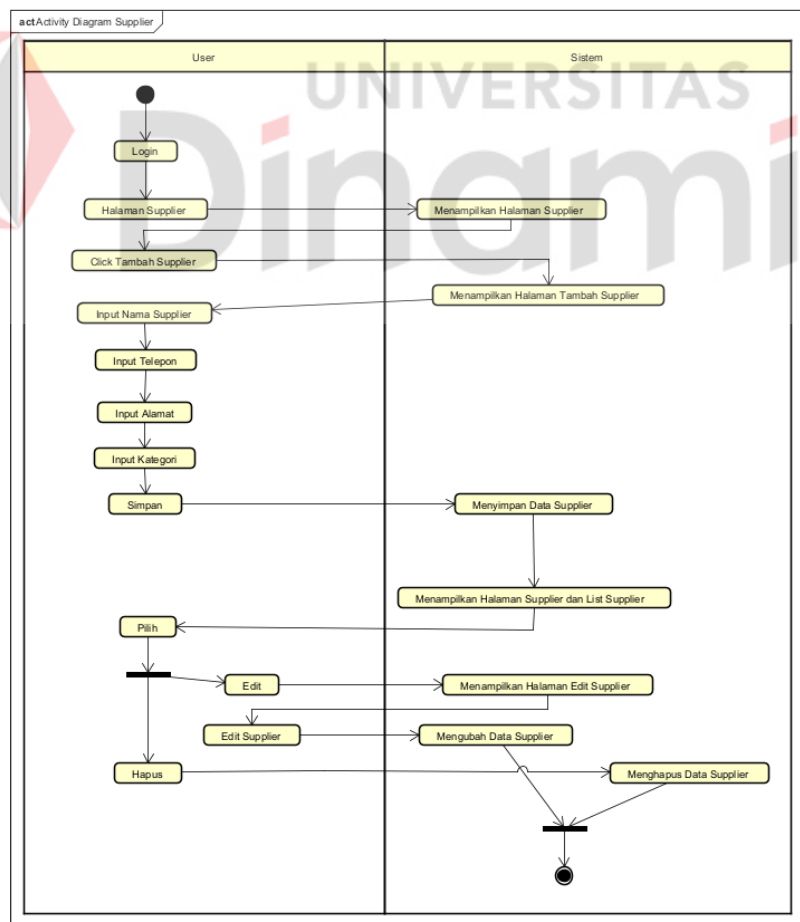 act Activity Diagram Supplier
User
Sistem
UNIVERSITAS
Dinami
Login
Halaman Supplier
Menampilkan Halaman Supplier
Click Tambah Supplier
Menampilkan Halaman Tambah Supplier
Input Nama Supplier
Input Telepon
Input Alamat
Input Kategori
Simpan
Menyimpan Data Supplier
Menampilkan Halaman Supplier dan List Supplier
Pilih
Edit
Menampilkan Halaman Edit Supplier
Edit Supplier
Mengubah Data Supplier
Hapus
Menghapus Data Supplier